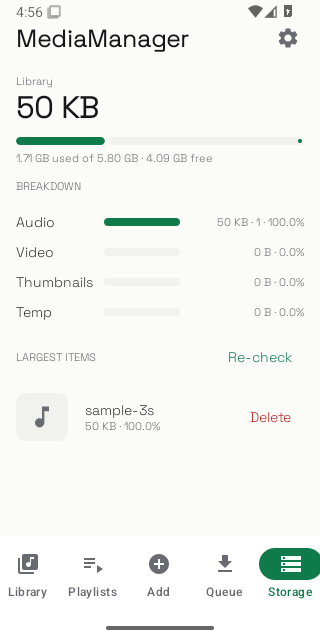 4:56
MediaManager
Library
50 KB
1.71 GB used of 5.80 GB · 4.09 GB free
BREAKDOWN
Audio 50 KB · 1 · 100.0%
Video 0 B · 0.0%
Thumbnails 0 B · 0.0%
Temp 0 B · 0.0%
LARGEST ITEMS Re-check
sample-3s
50 KB · 100.0%
Delete
Library Playlists Add Queue Storage